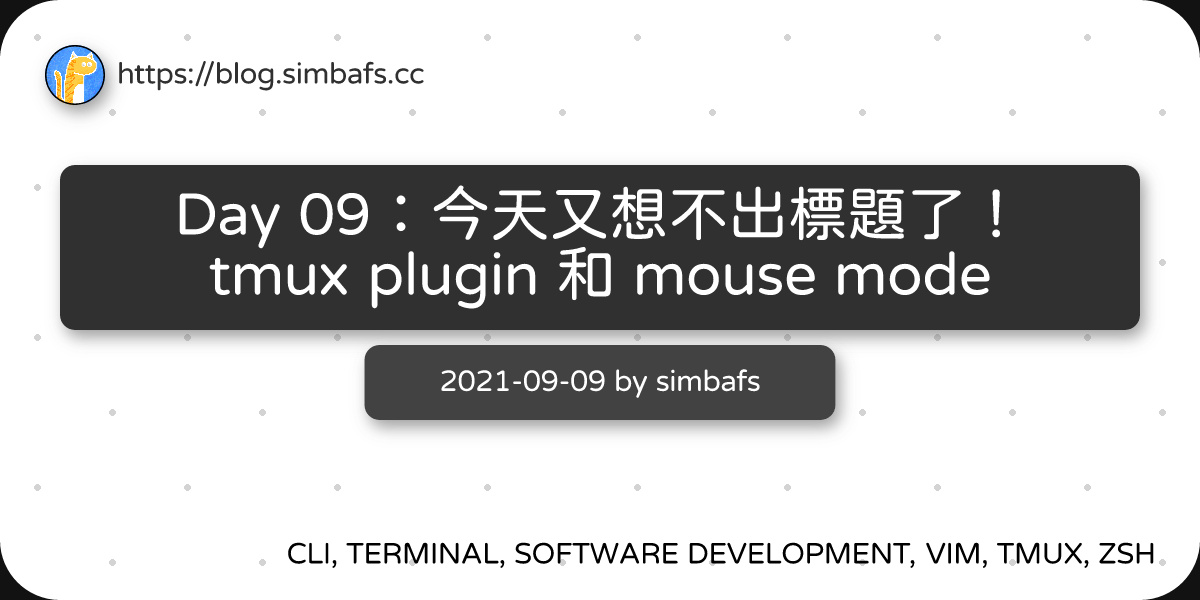 https://blog.simbafs.cc
Day 09：今天又想不出標題了！
tmux plugin 和 mouse mode
2021-09-09 by simbafs
CLI, TERMINAL, SOFTWARE DEVELOPMENT, VIM, TMUX, ZSH